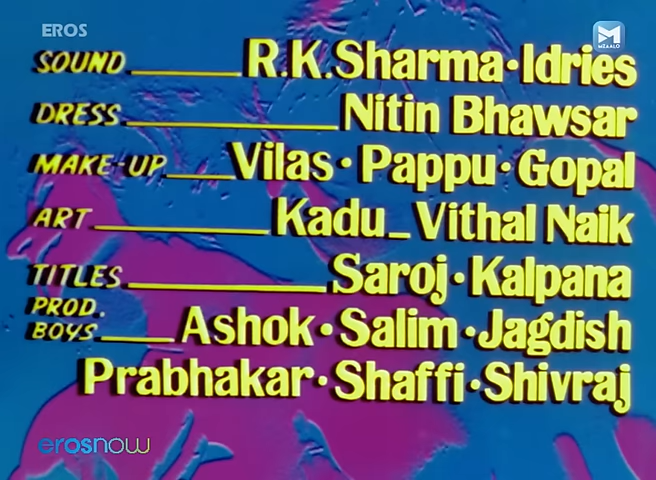 EROS
MZAALO
SOUND R.K.Sharma•Idries
DRESS Nitin Bhawsar
MAKE-UP Vilas•Pappu•Gopal
ART Kadu_Vithal Naik
TITLES Saroj•Kalpana
PROD.
BOYS Ashok•Salim•Jagdish
Prabhakar•Shaffi•Shivraj
erosnow